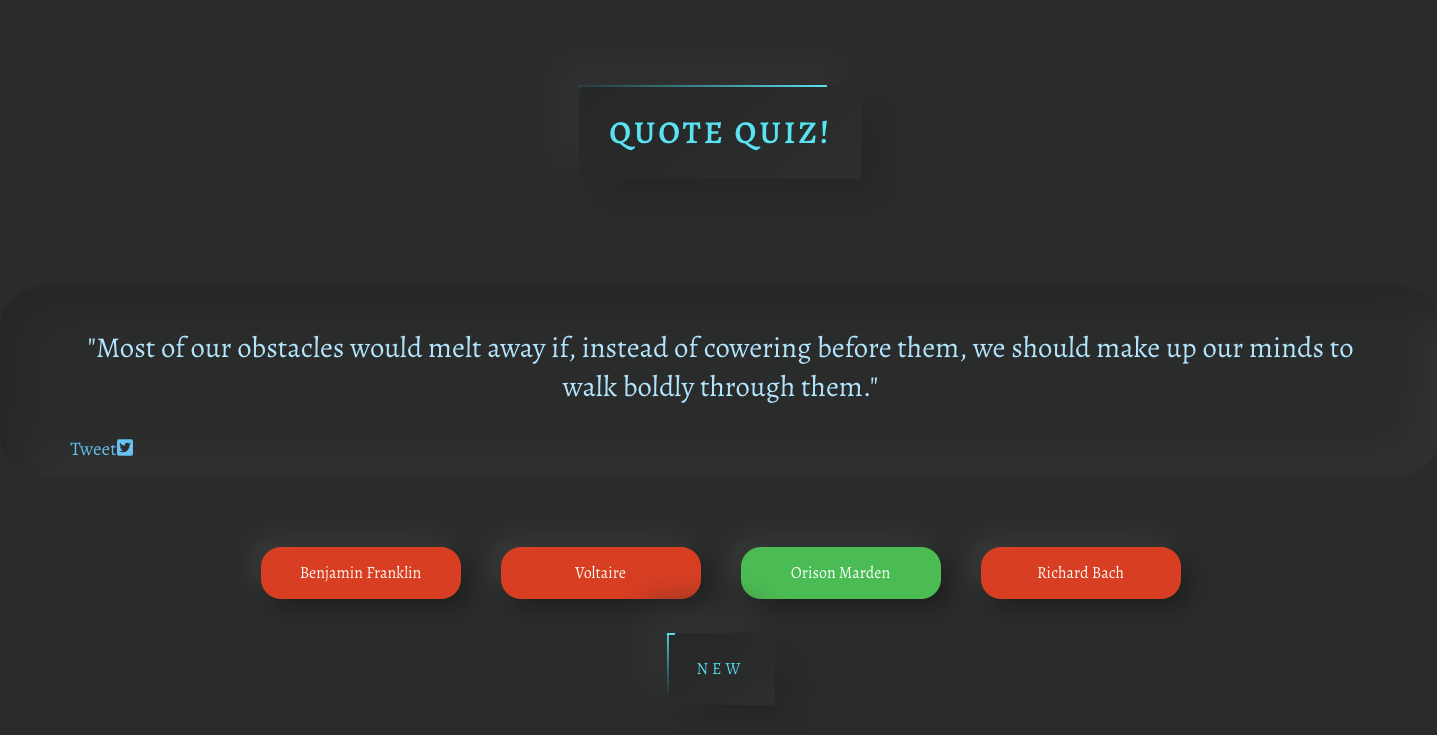 QUOTE QUIZ!
"Most of our obstacles would melt away if, instead of cowering before them, we should make up our minds to
walk boldly through them."
Tweet
Benjamin Franklin
Voltaire
Orison Marden
Richard Bach
NEW